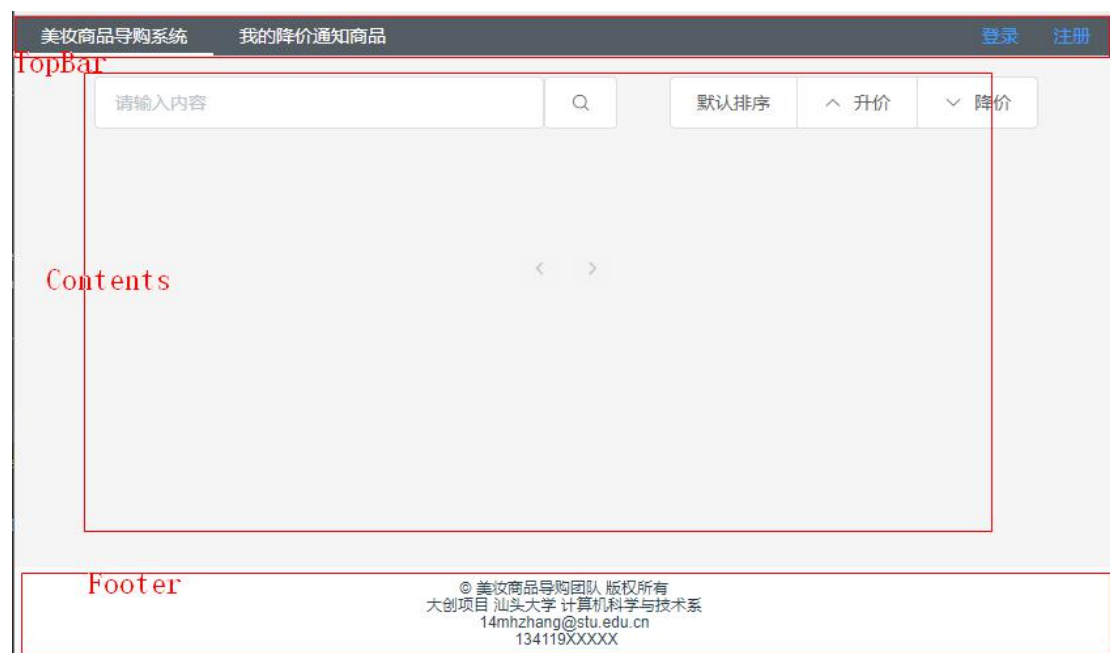 美妆商品导购系统 我的降价通知商品 登录 注册
TopBar
请输入内容 默认排序 升价 降价
Contents
Footer
© 美妆商品导购团队 版权所有
大创项目 汕头大学 计算机科学与技术系
14mhzhang@stu.edu.cn
134119XXXXX